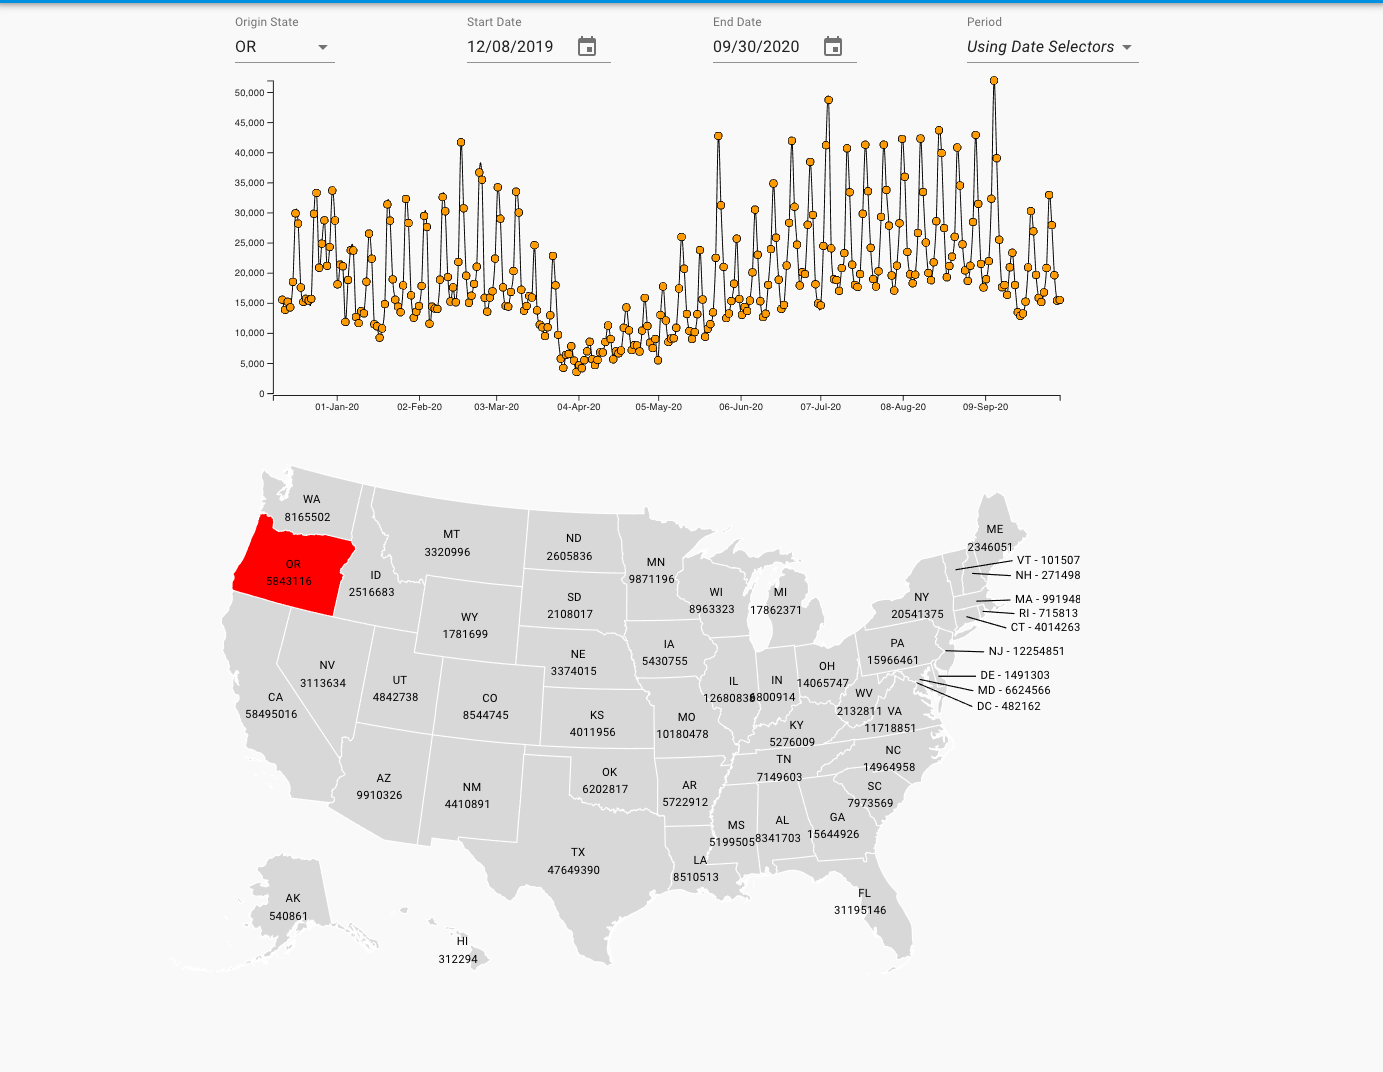 Origin State
Start Date
End Date
Period
OR
12/08/2019
09/30/2020
Using Date Selectors
50,000
45,000
40,000
35,000
30,000
25,000
20,000
15,000
10,000
5,000
0
01-Jan-20
02-Feb-20
03-Mar-20
04-Apr-20
05-May-20
06-Jun-20
07-Jul-20
08-Aug-20
09-Sep-20
WA
8165502
OR
5843116
ID
2516683
MT
3320996
ND
2605836
MN
9871196
WI
8963323
MI
17862371
ME
2346051
VT - 101507
NH - 271498
MA - 991948
RI - 715813
CT - 4014263
NY
20541375
PA
15966461
NJ - 12254851
DE - 1491303
MD - 6624566
DC - 482162
WY
1781699
SD
2108017
IA
5430755
NE
3374015
NV
3113634
UT
4842738
CA
58495016
CO
8544745
KS
4011956
MO
10180478
IL
12680838
IN
6800914
OH
14065747
WV
2132811
VA
11718851
KY
5276009
TN
7149603
NC
14964958
SC
7973569
AZ
9910326
NM
4410891
OK
6202817
AR
5722912
MS
5199505
AL
8341703
GA
15644926
TX
47649390
LA
8510513
FL
31195146
AK
540861
HI
312294